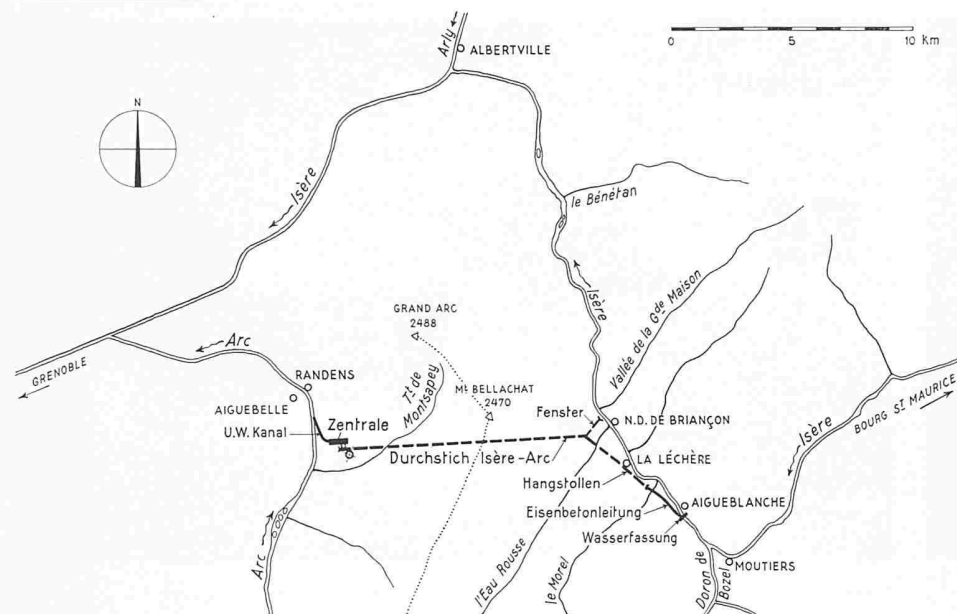 Arly
ALBERTVILLE
0 5 10 km
N
Isère
le Bénétan
Isère
Vallée de la Gde Maison
GRAND ARC
2488
Arc
GRENOBLE
RANDENS
Tt de
Montsapey
Mt BELLACHAT
2470
AIGUEBELLE
Zentrale
U.W. Kanal
Fenster
N.D. DE BRIANÇON
Durchstich Isère-Arc
LA LÉCHÈRE
Hangstollen
AIGUEBLANCHE
Eisenbetonleitung
Wasserfassung
Isère
BOURG ST MAURICE
Arc
l'Eau Rousse
le Morel
Doron de
Bozel
MOUTIERS